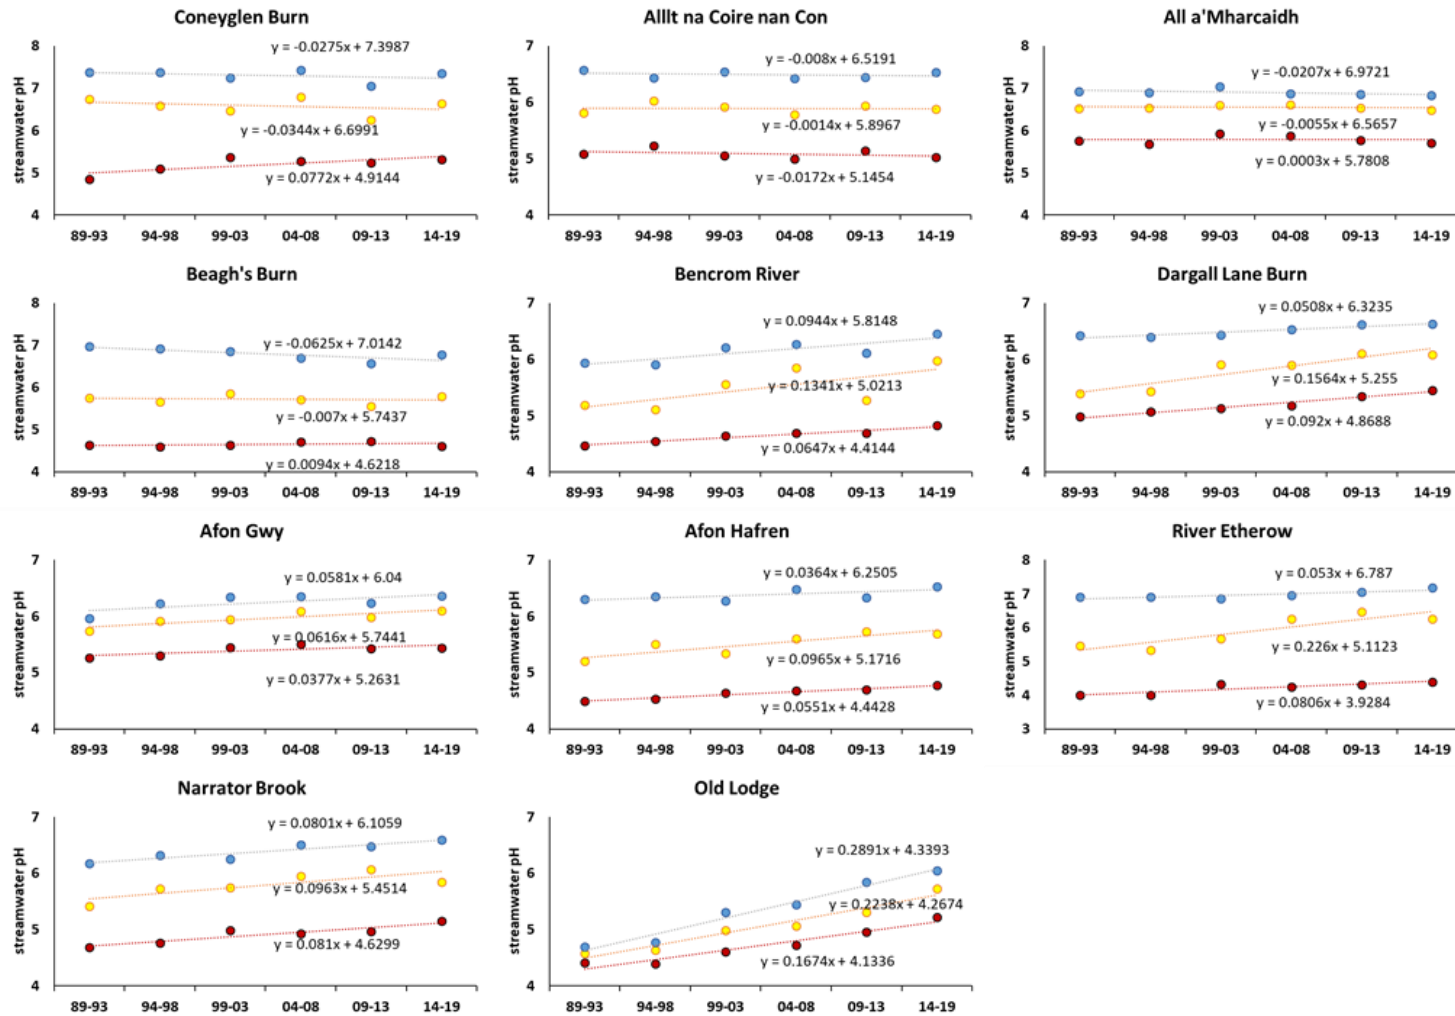 Coneyglen Burn
streamwater pH
8
7
6
5
4
y = -0.0275x + 7.3987
y = -0.0344x + 6.6991
y = 0.0772x + 4.9144
89-93 94-98 99-03 04-08 09-13 14-19
Alllt na Coire nan Con
streamwater pH
7
6
5
4
y = -0.008x + 6.5191
y = -0.0014x + 5.8967
y = -0.0172x + 5.1454
89-93 94-98 99-03 04-08 09-13 14-19
All a'Mharcaidh
streamwater pH
8
7
6
5
4
y = -0.0207x + 6.9721
y = -0.0055x + 6.5657
y = 0.0003x + 5.7808
89-93 94-98 99-03 04-08 09-13 14-19
Beagh's Burn
streamwater pH
8
7
6
5
4
y = -0.0625x + 7.0142
y = -0.007x + 5.7437
y = 0.0094x + 4.6218
89-93 94-98 99-03 04-08 09-13 14-19
Bencrom River
streamwater pH
7
6
5
4
y = 0.0944x + 5.8148
y = 0.1341x + 5.0213
y = 0.0647x + 4.4144
89-93 94-98 99-03 04-08 09-13 14-19
Dargall Lane Burn
streamwater pH
7
6
5
4
y = 0.0508x + 6.3235
y = 0.1564x + 5.255
y = 0.092x + 4.8688
89-93 94-98 99-03 04-08 09-13 14-19
Afon Gwy
streamwater pH
7
6
5
4
y = 0.0581x + 6.04
y = 0.0616x + 5.7441
y = 0.0377x + 5.2631
89-93 94-98 99-03 04-08 09-13 14-19
Afon Hafren
streamwater pH
7
6
5
4
y = 0.0364x + 6.2505
y = 0.0965x + 5.1716
y = 0.0551x + 4.4428
89-93 94-98 99-03 04-08 09-13 14-19
River Etherow
streamwater pH
8
7
6
5
4
3
y = 0.053x + 6.787
y = 0.226x + 5.1123
y = 0.0806x + 3.9284
89-93 94-98 99-03 04-08 09-13 14-19
Narrator Brook
streamwater pH
7
6
5
4
y = 0.0801x + 6.1059
y = 0.0963x + 5.4514
y = 0.081x + 4.6299
89-93 94-98 99-03 04-08 09-13 14-19
Old Lodge
streamwater pH
7
6
5
4
y = 0.2891x + 4.3393
y = 0.2238x + 4.2674
y = 0.1674x + 4.1336
89-93 94-98 99-03 04-08 09-13 14-19